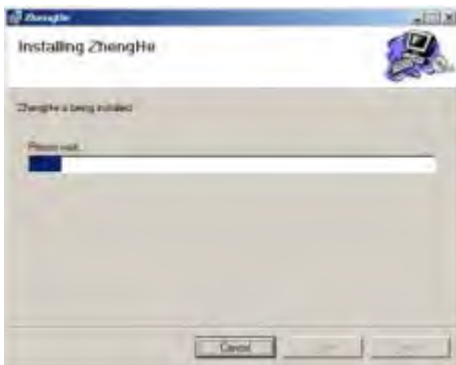 ZhengHe
Installing ZhengHe
ZhengHe is being installed
Please wait
Cancel